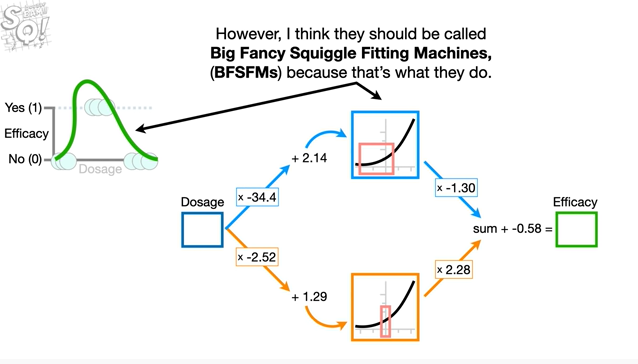 SQ!
However, I think they should be called
Big Fancy Squiggle Fitting Machines,
(BFSFMs) because that's what they do.
Yes (1)
Efficacy
No (0)
Dosage
+ 2.14
x -34.4
x -1.30
Dosage
Efficacy
sum + -0.58 =
x -2.52
x 2.28
+ 1.29